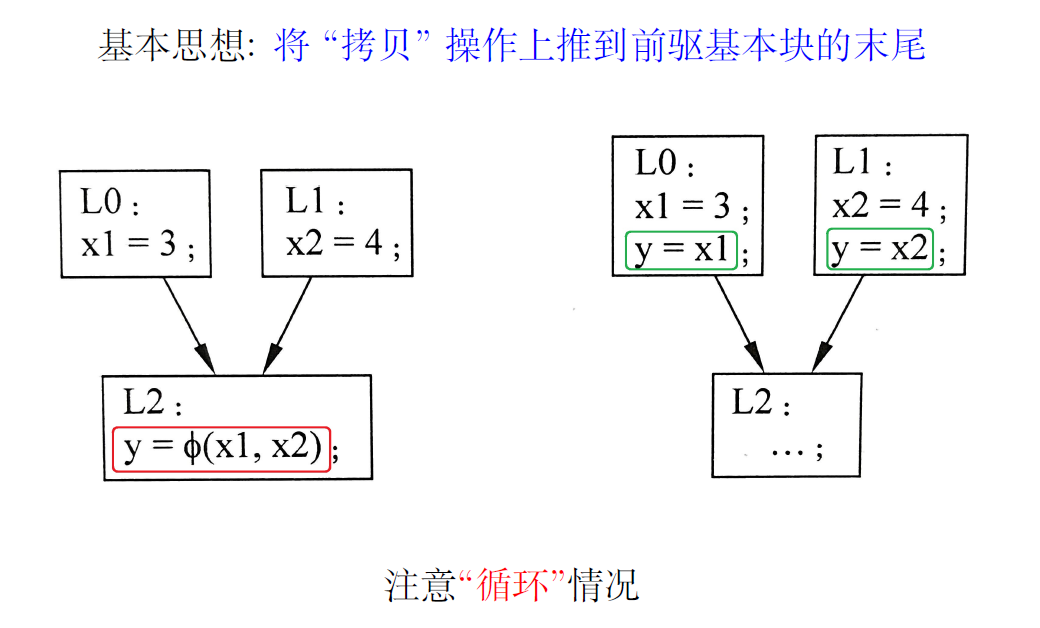 基本思想: 将 “拷贝” 操作上推到前驱基本块的末尾
L0：
x1 = 3；
L1：
x2 = 4；
L2：
y = ϕ(x1, x2)；
L0：
x1 = 3；
y = x1；
L1：
x2 = 4；
y = x2；
L2：
…；
注意“循环”情况